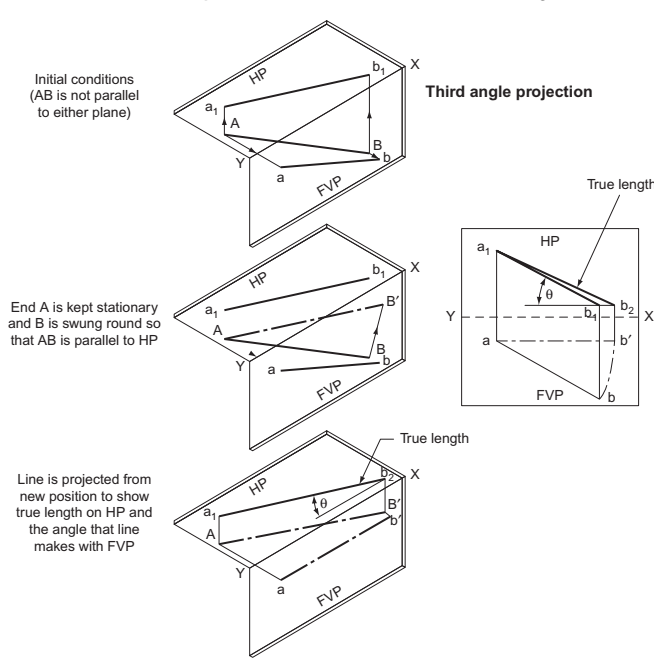 Initial conditions
(AB is not parallel
to either plane)
HP
X
b1
a1
A
B
b
Y
a
FVP
Third angle projection
End A is kept stationary
and B is swung round so
that AB is parallel to HP
HP
X
b1
a1
B′
A
B
b
Y
a
FVP
True length
HP
a1
θ
b1
b2
Y
X
a
b′
FVP
b
Line is projected from
new position to show
true length on HP and
the angle that line
makes with FVP
True length
HP
X
b2
a1
θ
B′
b′
A
Y
a
FVP